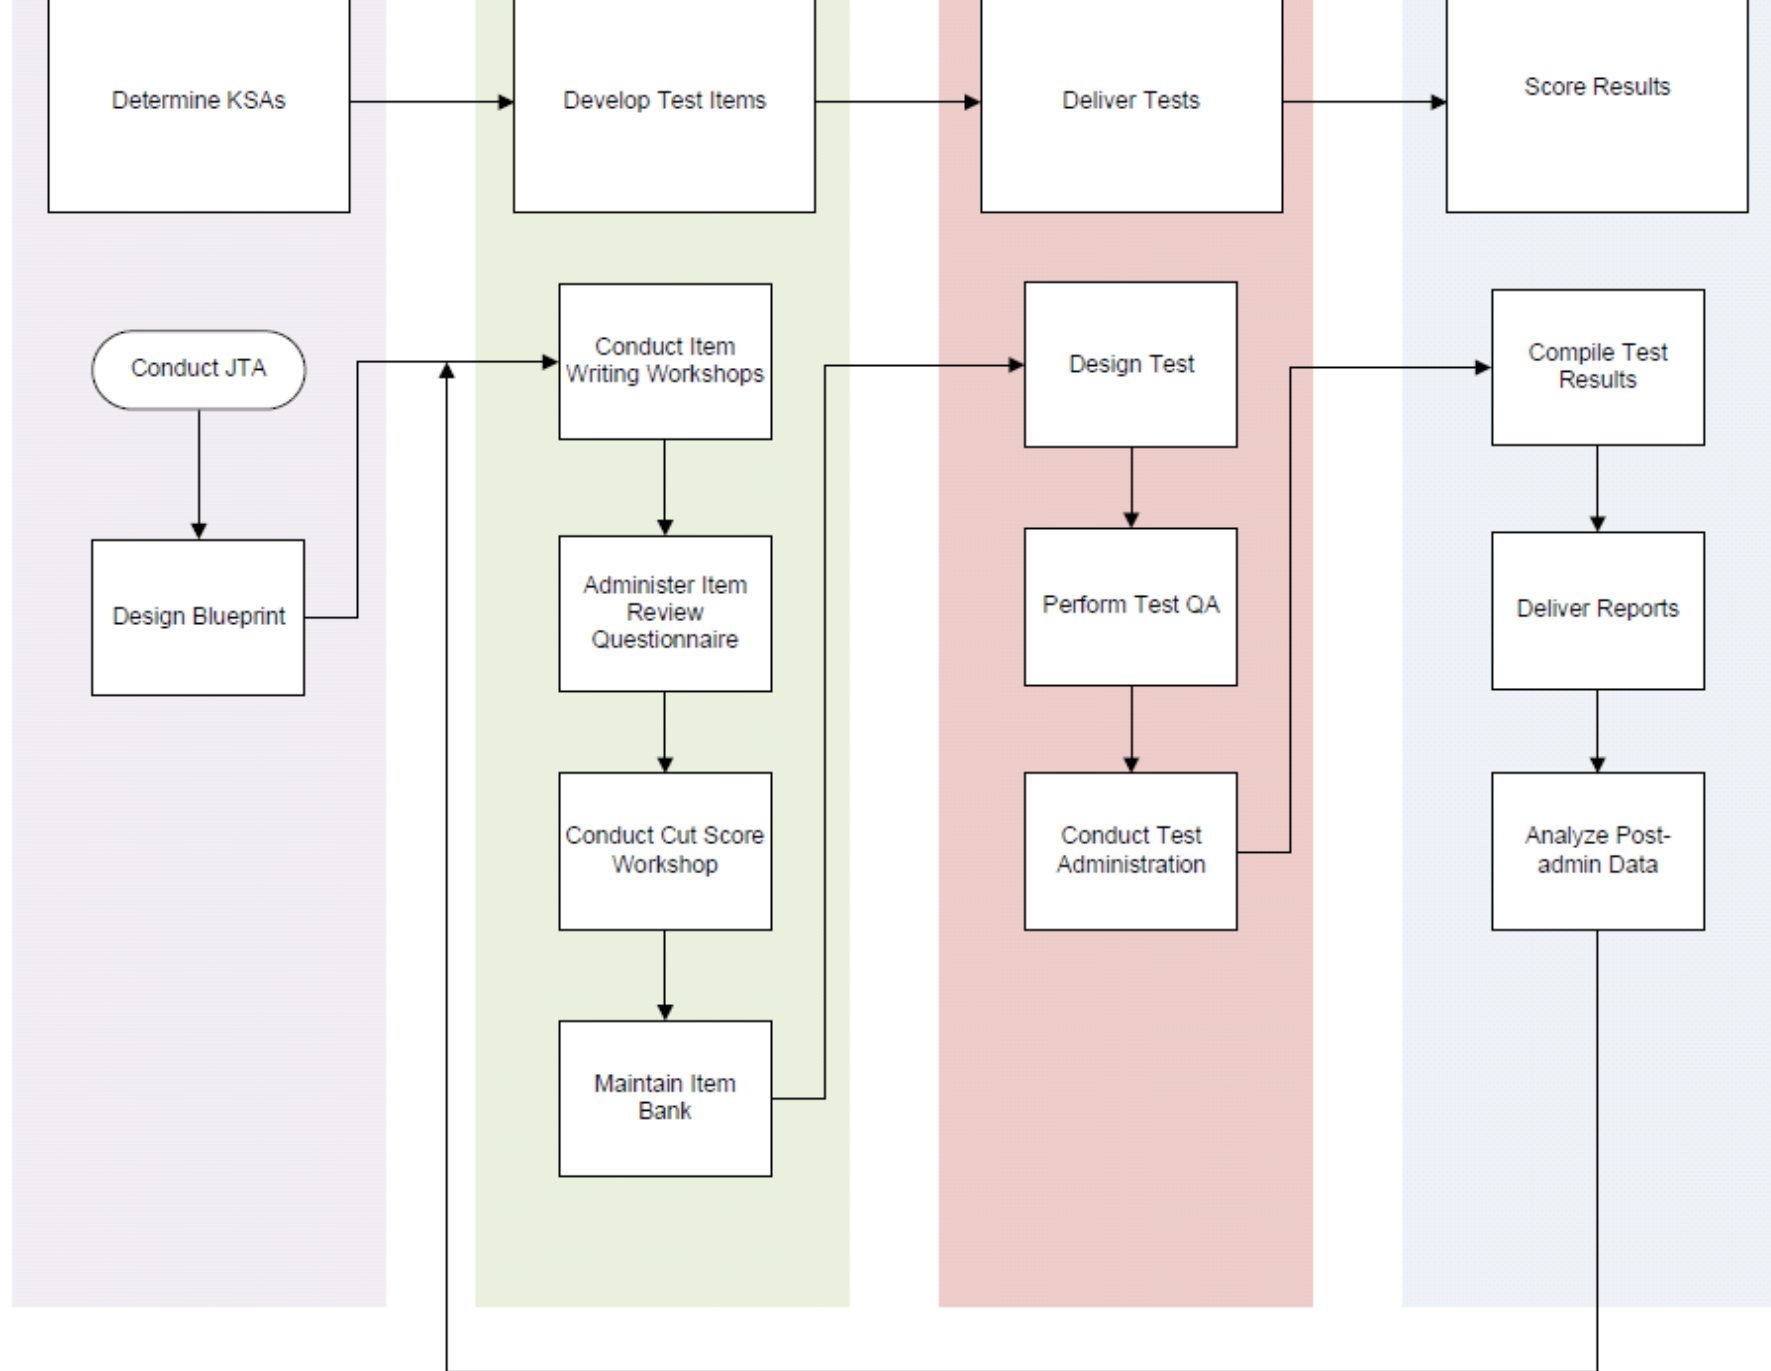 Determine KSAs
Develop Test Items
Deliver Tests
Score Results
Conduct JTA
Design Blueprint
Conduct Item
Writing Workshops
Administer Item
Review
Questionnaire
Conduct Cut Score
Workshop
Maintain Item
Bank
Design Test
Perform Test QA
Conduct Test
Administration
Compile Test
Results
Deliver Reports
Analyze Post-
admin Data